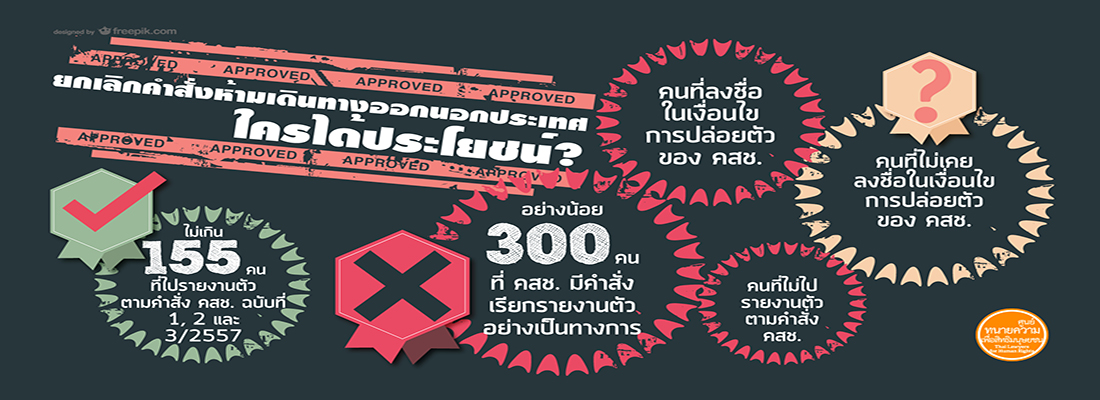 designed by freepik.com
APPROVED APPROVED APPROVED APPROVED
ยกเลิกคำสั่งห้ามเดินทางออกนอกประเทศ
ใครได้ประโยชน์?
APPROVED APPROVED APPROVED APPROVED
ไม่เกิน
155 คน
ที่ไปรายงานตัว
ตามคำสั่ง คสช. ฉบับที่
1, 2 และ
3/2557
อย่างน้อย
300 คน
ที่ คสช. มีคำสั่ง
เรียกรายงานตัว
อย่างเป็นทางการ
คนที่ลงชื่อ
ในเงื่อนไข
การปล่อยตัว
ของ คสช.
คนที่ไม่ไป
รายงานตัว
ตามคำสั่ง
คสช.
?
คนที่ไม่เคย
ลงชื่อในเงื่อนไข
การปล่อยตัว
ของ คสช.
ศูนย์
ทนายความ
เพื่อสิทธิมนุษยชน
Thai Lawyers
for Human Rights